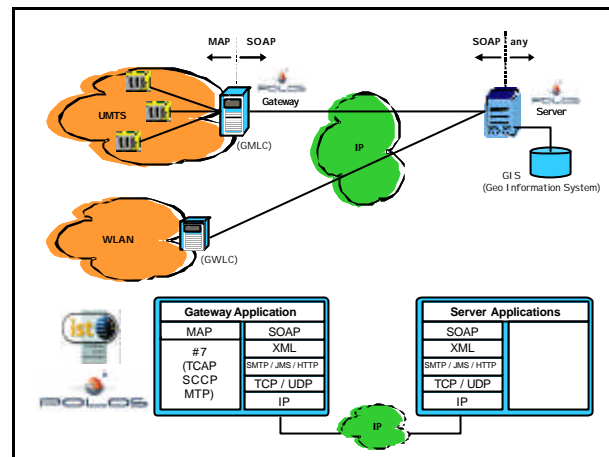 MAP SOAP
SOAP any
POLOS
Gateway
POLOS
Server
UMTS
(GMLC)
IP
GIS
(Geo Information System)
WLAN
(GWLC)
Gateway Application
Server Applications
MAP
SOAP
SOAP
#7
(TCAP
SCCP
MTP)
XML
SMTP / JMS / HTTP
TCP / UDP
IP
XML
SMTP / JMS / HTTP
TCP / UDP
IP
ist
POLOS
IP